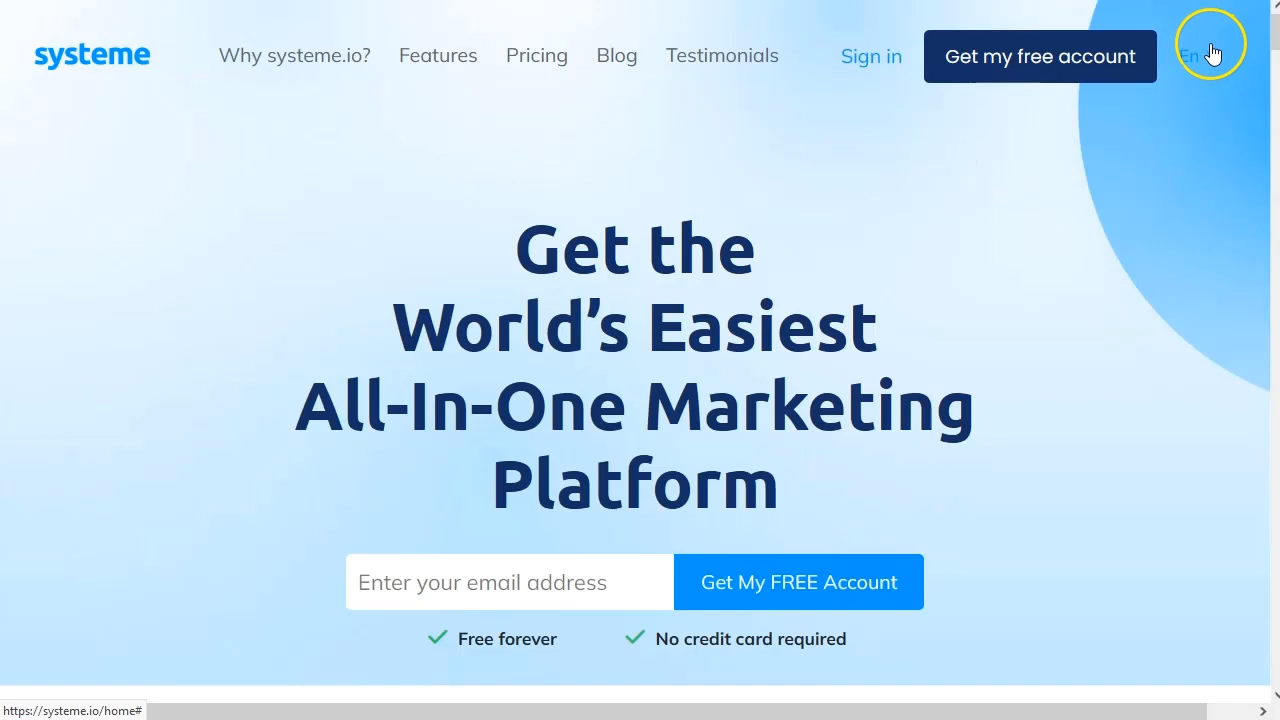 systeme
Why systeme.io?
Features
Pricing
Blog
Testimonials
Sign in
Get my free account
En
Get the
World's Easiest
All-In-One Marketing
Platform
Enter your email address
Get My FREE Account
Free forever
No credit card required
https://systeme.io/home#